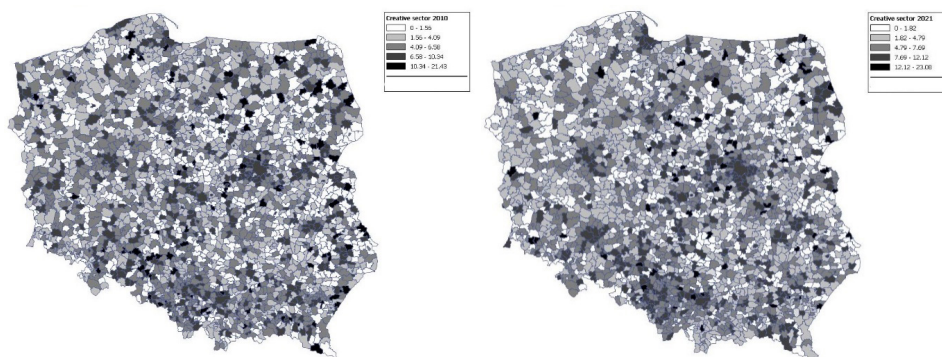 Creative sector 2010
0 - 1.56
1.56 - 4.09
4.09 - 6.58
6.58 - 10.34
10.34 - 21.43
Creative sector 2021
0 - 1.82
1.82 - 4.79
4.79 - 7.69
7.69 - 12.12
12.12 - 23.08